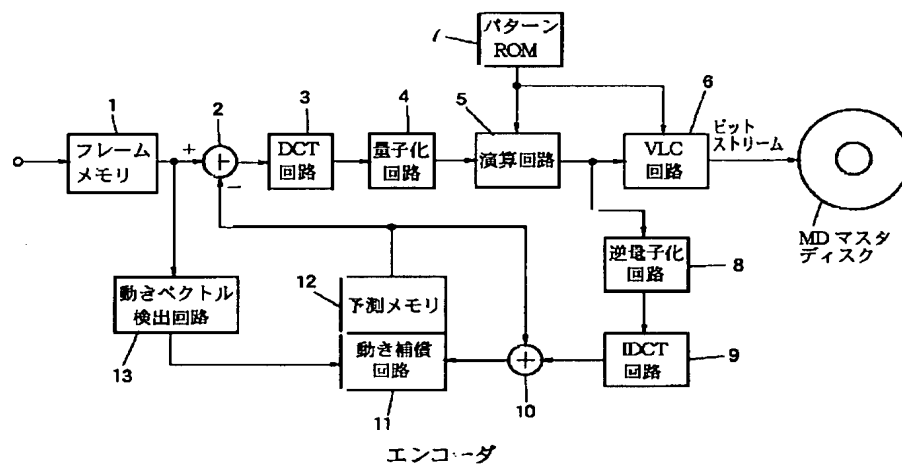 パターン
ROM
1
2
3
4
5
6
フレーム
メモリ
+
−
DCT
回路
量子化
回路
演算回路
VLC
回路
ビット
ストリーム
MD マスタ
ディスク
逆母子化
回路
8
動きベクトル
検出回路
13
12
予測メモリ
動き補償
回路
11
10
IDCT
回路
9
エンコーダ